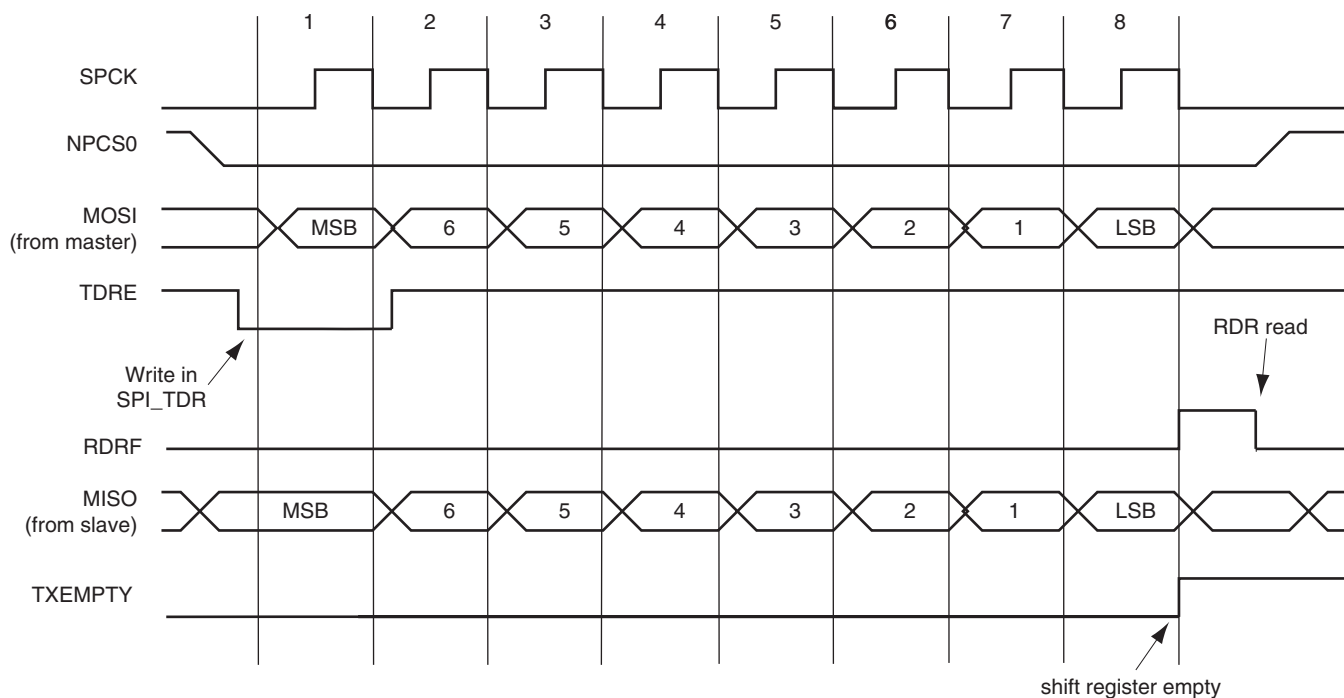 1 2 3 4 5 6 7 8
SPCK
NPCS0
MOSI
(from master)
MSB 6 5 4 3 2 1 LSB
TDRE
RDR read
Write in
SPI_TDR
RDRF
MISO
(from slave)
MSB 6 5 4 3 2 1 LSB
TXEMPTY
shift register empty